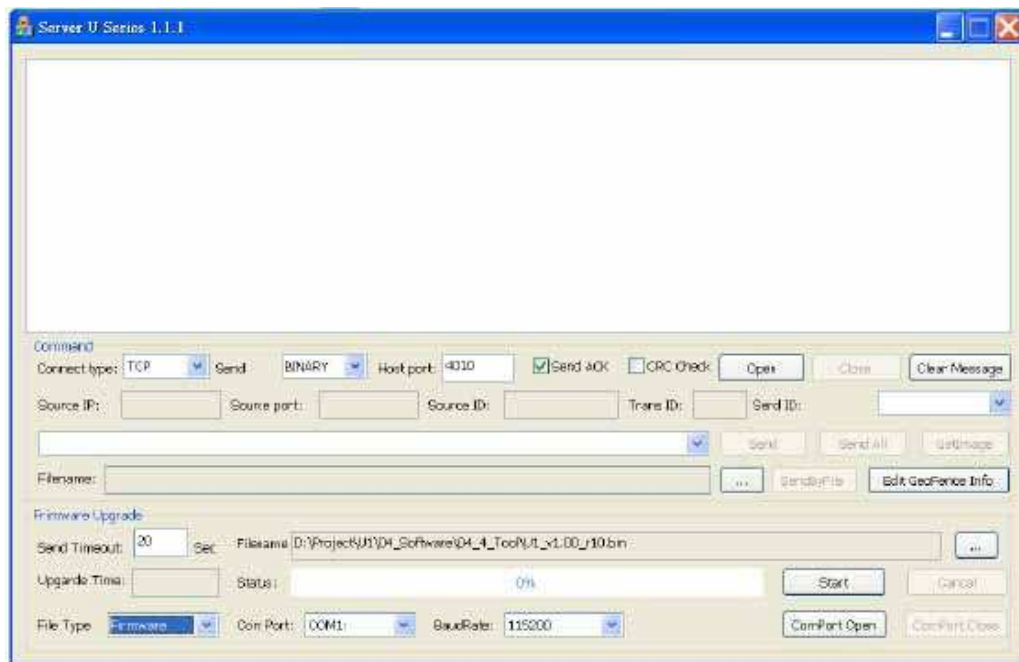 Server U Series 1.1.1
Command
Connect type: TCP Send BINARY Host port: 4010 Send ACK CRC Check Open Close Clear Message
Source IP: Source port: Source ID: Trans ID: Send ID:
Send Send All GetImage
Filename: ... SendByFile Edit GeoFence Info
Firmware Upgrade
Send Timeout: 20 Sec Filename D:\Project\U1\04_Software\04_4_Tool\U1_v1.00_r10.bin ...
Upgarde Time: Status: 0% Start Cancel
File Type Firmware Com Port: COM1: BaudRate: 115200 ComPort Open ComPort Close